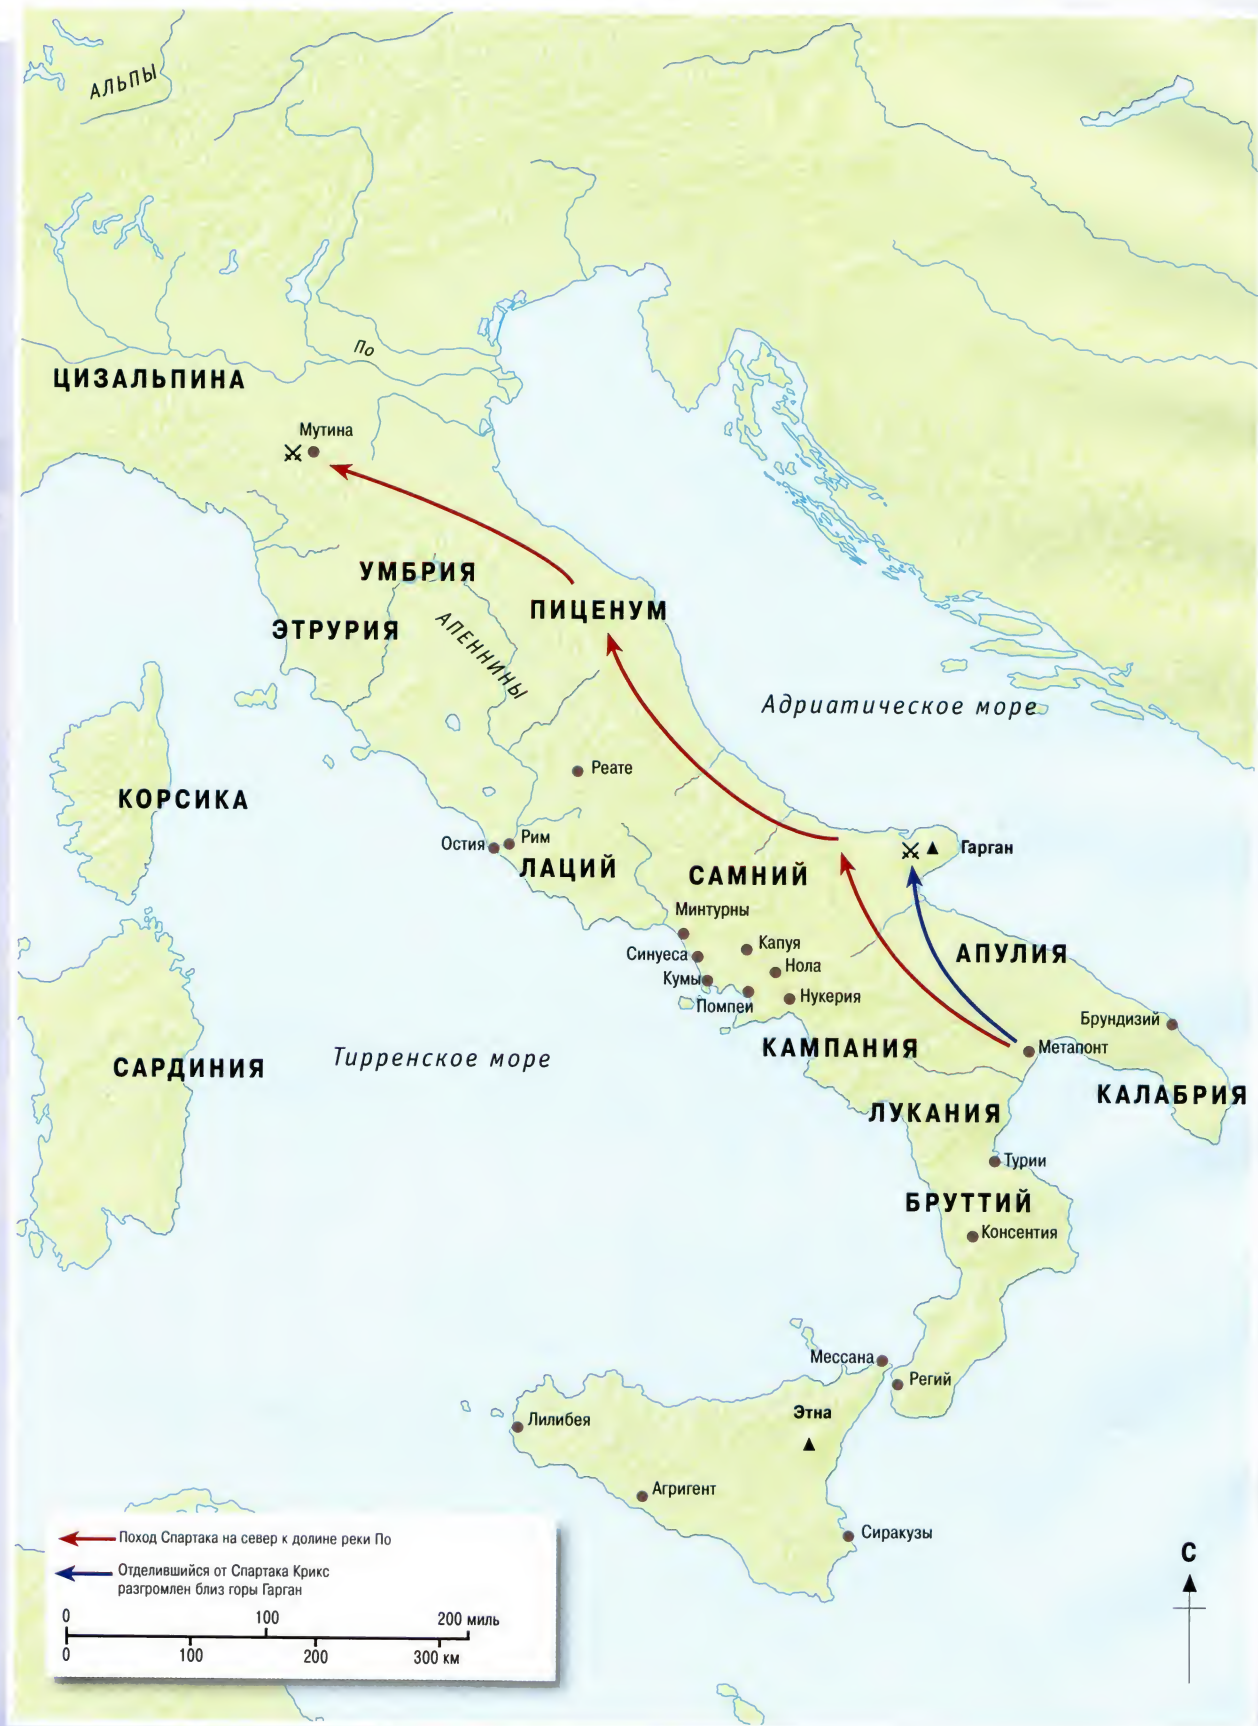 АЛЬПЫ
По
ЦИЗАЛЬПИНА
Мутина
УМБРИЯ
ПИЦЕНУМ
ЭТРУРИЯ
АПЕННИНЫ
Адриатическое море
Реате
КОРСИКА
Остия
Рим
Гарган
ЛАЦИЙ
САМНИЙ
Минтурны
Капуя
АПУЛИЯ
Синуеса
Нола
Кумы
Помпеи
Нукерия
Брундизий
КАМПАНИЯ
Метапонт
Тирренское море
САРДИНИЯ
КАЛАБРИЯ
ЛУКАНИЯ
Турии
БРУТТИЙ
Консентия
Мессана
Регий
Этна
Лилибея
Агригент
Сиракузы
С
Поход Спартака на север к долине реки По
Отделившийся от Спартака Крикс
разгромлен близ горы Гарган
0 100 200 миль
0 100 200 300 км